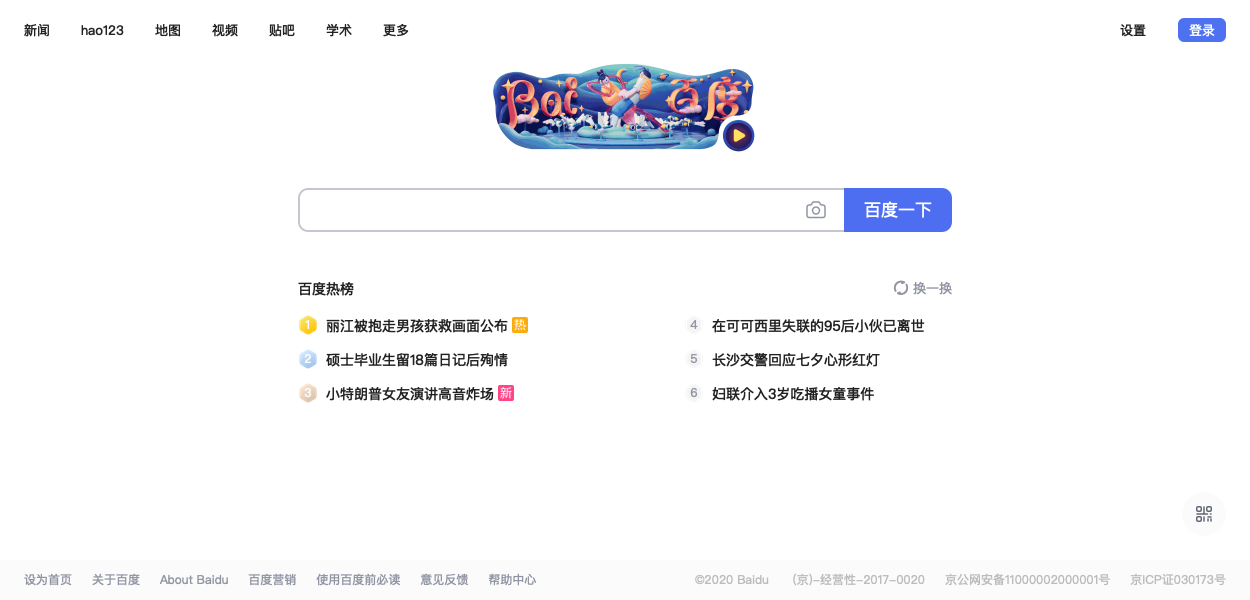 新闻 hao123 地图 视频 贴吧 学术 更多 设置 登录
Bai 百度
百度一下
百度热榜 换一换
1 丽江被抱走男孩获救画面公布 热
2 硕士毕业生留18篇日记后殉情
3 小特朗普女友演讲高音炸场 新
4 在可可西里失联的95后小伙已离世
5 长沙交警回应七夕心形红灯
6 妇联介入3岁吃播女童事件
设为首页 关于百度 About Baidu 百度营销 使用百度前必读 意见反馈 帮助中心 ©2020 Baidu (京)-经营性-2017-0020 京公网安备11000002000001号 京ICP证030173号